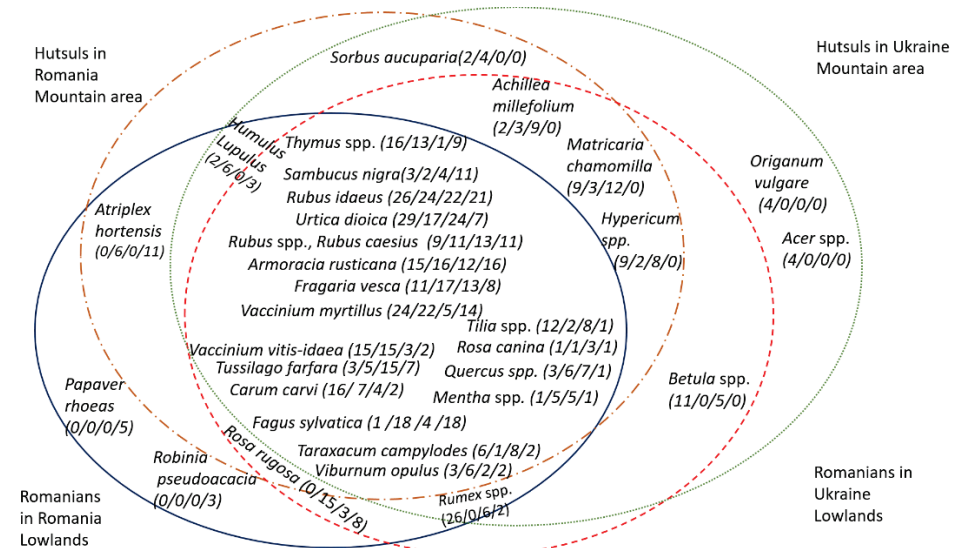 Hutsuls in
Romania
Mountain area
Sorbus aucuparia(2/4/0/0)
Hutsuls in Ukraine
Mountain area
Achillea
millefolium
(2/3/9/0)
Humulus
Lupulus
(2/6/0/3)
Thymus spp. (16/13/1/9)
Matricaria
chamomilla
(9/3/12/0)
Origanum
vulgare
(4/0/0/0)
Sambucus nigra(3/2/4/11)
Rubus idaeus (26/24/22/21)
Atriplex
hortensis
(0/6/0/11)
Urtica dioica (29/17/24/7)
Hypericum
spp.
(9/2/8/0)
Rubus spp., Rubus caesius (9/11/13/11)
Acer spp.
(4/0/0/0)
Armoracia rusticana (15/16/12/16)
Fragaria vesca (11/17/13/8)
Vaccinium myrtillus (24/22/5/14)
Tilia spp. (12/2/8/1)
Vaccinium vitis-idaea (15/15/3/2)
Rosa canina (1/1/3/1)
Tussilago farfara (3/5/15/7)
Quercus spp. (3/6/7/1)
Carum carvi (16/ 7/4/2)
Mentha spp. (1/5/5/1)
Betula spp.
(11/0/5/0)
Papaver
rhoeas
(0/0/0/5)
Fagus sylvatica (1 /18 /4 /18)
Rosa rugosa (0/15/3/8)
Taraxacum campylodes (6/1/8/2)
Viburnum opulus (3/6/2/2)
Robinia
pseudoacacia
(0/0/0/3)
Rumex spp.
(26/0/6/2)
Romanians
in Romania
Lowlands
Romanians in
Ukraine
Lowlands